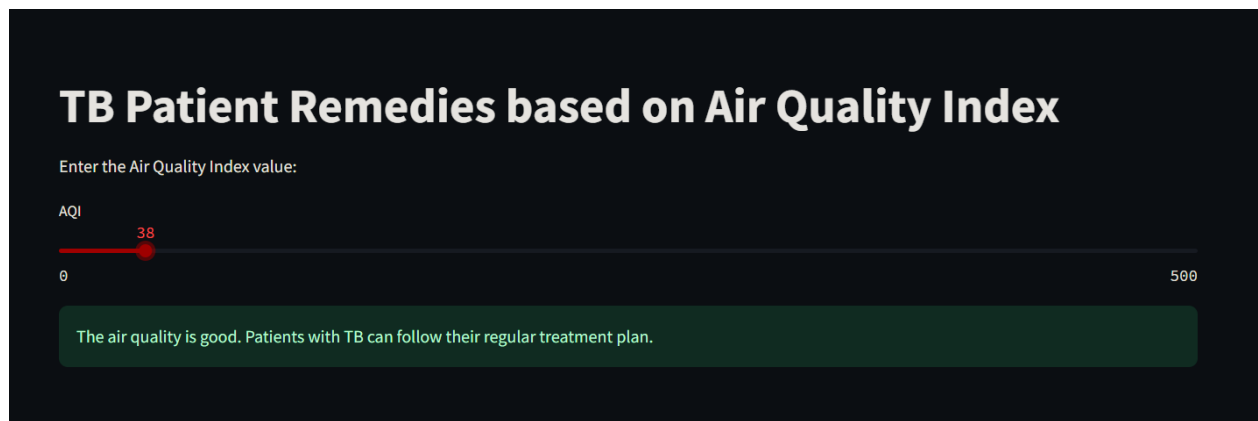 TB Patient Remedies based on Air Quality Index
Enter the Air Quality Index value:
AQI
38
0 500
The air quality is good. Patients with TB can follow their regular treatment plan.